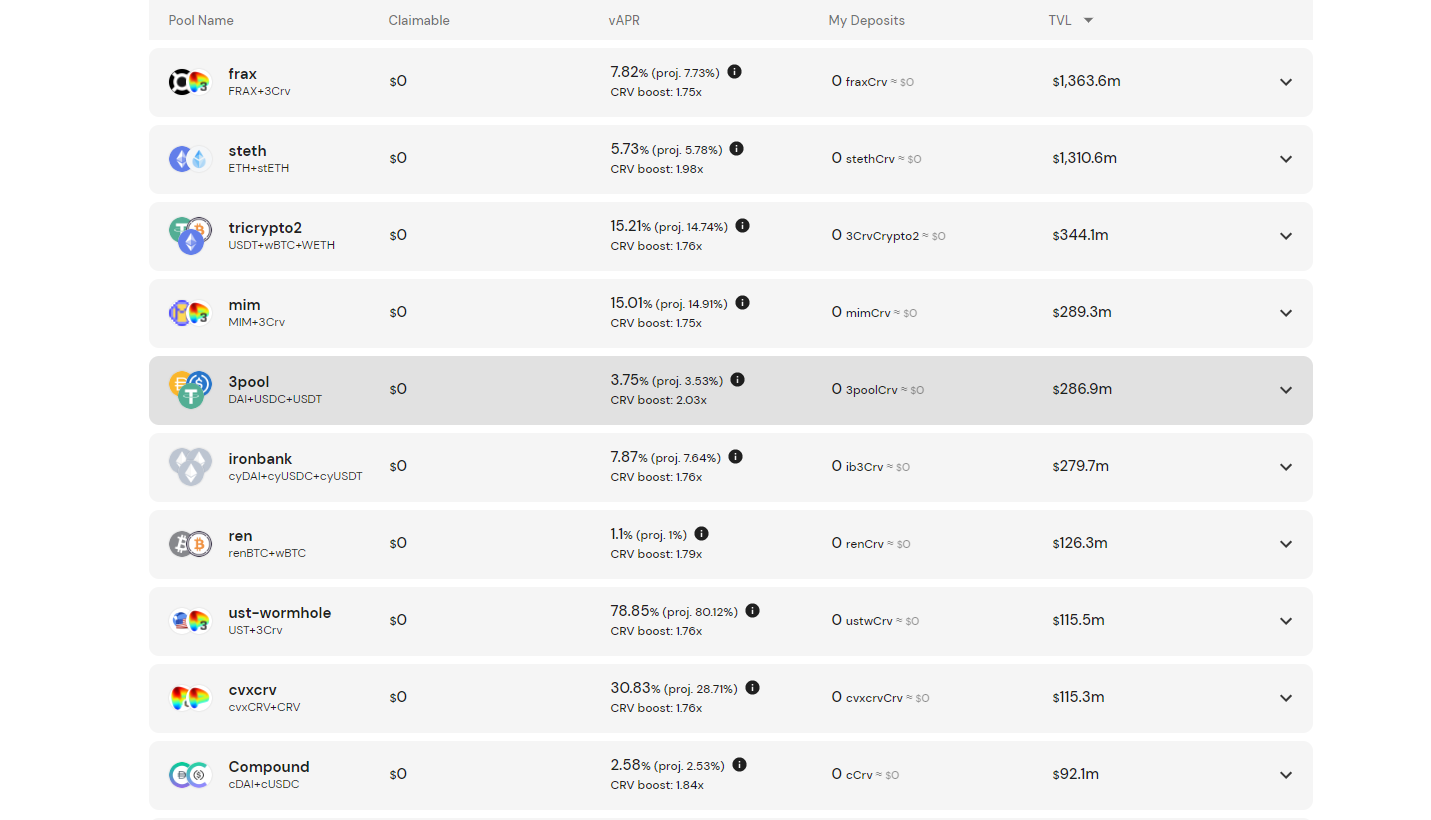 Pool Name Claimable vAPR My Deposits TVL
frax
FRAX+3Crv
$0
7.82% (proj. 7.73%)
CRV boost: 1.75x
0 fraxCrv ≈ $0
$1,363.6m
steth
ETH+stETH
$0
5.73% (proj. 5.78%)
CRV boost: 1.98x
0 stethCrv ≈ $0
$1,310.6m
tricrypto2
USDT+wBTC+WETH
$0
15.21% (proj. 14.74%)
CRV boost: 1.76x
0 3CrvCrypto2 ≈ $0
$344.1m
mim
MIM+3Crv
$0
15.01% (proj. 14.91%)
CRV boost: 1.75x
0 mimCrv ≈ $0
$289.3m
3pool
DAI+USDC+USDT
$0
3.75% (proj. 3.53%)
CRV boost: 2.03x
0 3poolCrv ≈ $0
$286.9m
ironbank
cyDAI+cyUSDC+cyUSDT
$0
7.87% (proj. 7.64%)
CRV boost: 1.76x
0 ib3Crv ≈ $0
$279.7m
ren
renBTC+wBTC
$0
1.1% (proj. 1%)
CRV boost: 1.79x
0 renCrv ≈ $0
$126.3m
ust-wormhole
UST+3Crv
$0
78.85% (proj. 80.12%)
CRV boost: 1.76x
0 ustwCrv ≈ $0
$115.5m
cvxcrv
cvxCRV+CRV
$0
30.83% (proj. 28.71%)
CRV boost: 1.76x
0 cvxcrvCrv ≈ $0
$115.3m
Compound
cDAI+cUSDC
$0
2.58% (proj. 2.53%)
CRV boost: 1.84x
0 cCrv ≈ $0
$92.1m